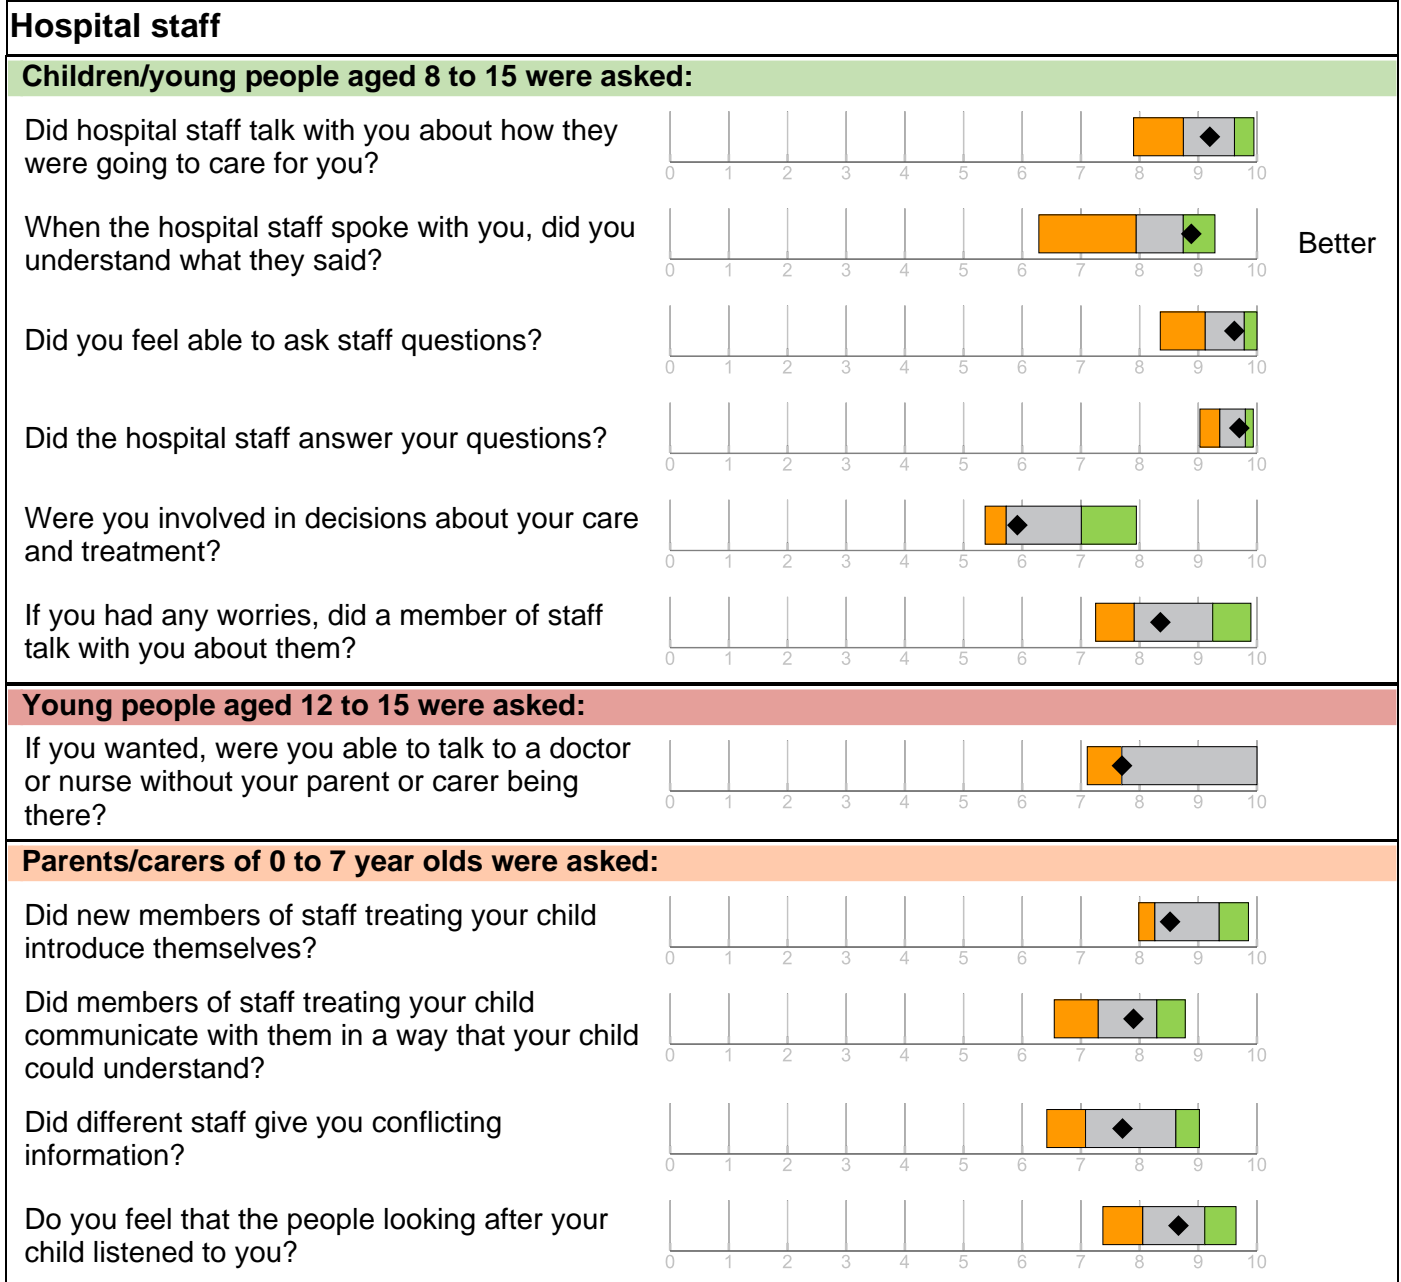 Hospital staff
Children/young people aged 8 to 15 were asked:
Did hospital staff talk with you about how they
were going to care for you?
0 1 2 3 4 5 6 7 8 9 10
When the hospital staff spoke with you, did you
understand what they said?
Better
0 1 2 3 4 5 6 7 8 9 10
Did you feel able to ask staff questions?
0 1 2 3 4 5 6 7 8 9 10
Did the hospital staff answer your questions?
0 1 2 3 4 5 6 7 8 9 10
Were you involved in decisions about your care
and treatment?
0 1 2 3 4 5 6 7 8 9 10
If you had any worries, did a member of staff
talk with you about them?
0 1 2 3 4 5 6 7 8 9 10
Young people aged 12 to 15 were asked:
If you wanted, were you able to talk to a doctor
or nurse without your parent or carer being
there?
0 1 2 3 4 5 6 7 8 9 10
Parents/carers of 0 to 7 year olds were asked:
Did new members of staff treating your child
introduce themselves?
0 1 2 3 4 5 6 7 8 9 10
Did members of staff treating your child
communicate with them in a way that your child
could understand?
0 1 2 3 4 5 6 7 8 9 10
Did different staff give you conflicting
information?
0 1 2 3 4 5 6 7 8 9 10
Do you feel that the people looking after your
child listened to you?
0 1 2 3 4 5 6 7 8 9 10